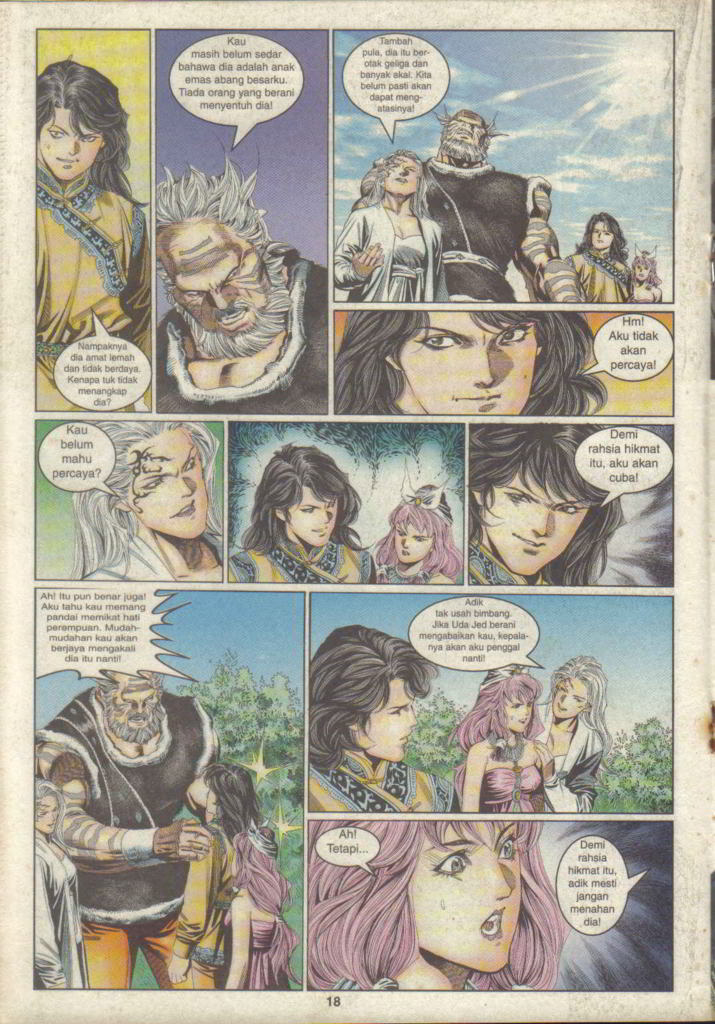 Nampaknya
dia amat lemah
dan tidak berdaya.
Kenapa tuk tidak
menangkap
dia?
Kau
masih belum sedar
bahawa dia adalah anak
emas abang besarku.
Tiada orang yang berani
menyentuh dia!
Tambah
pula, dia itu ber-
otak geliga dan
banyak akal. Kita
belum pasti akan
dapat meng-
atasinya!
Hm!
Aku tidak
akan
percaya!
Kau
belum
mahu
percaya?
Demi
rahsia hikmat
itu, aku akan
cuba!
Ah! Itu pun benar juga!
Aku tahu kau memang
pandai memikat hati
perempuan. Mudah-
mudahan kau akan
berjaya mengakali
dia itu nanti!
Adik
tak usah bimbang.
Jika Uda Jed berani
mengabaikan kau, kepala-
nya akan aku penggal
nanti!
Ah!
Tetapi...
Demi
rahsia
hikmat itu,
adik mesti
jangan
menahan
dia!
18